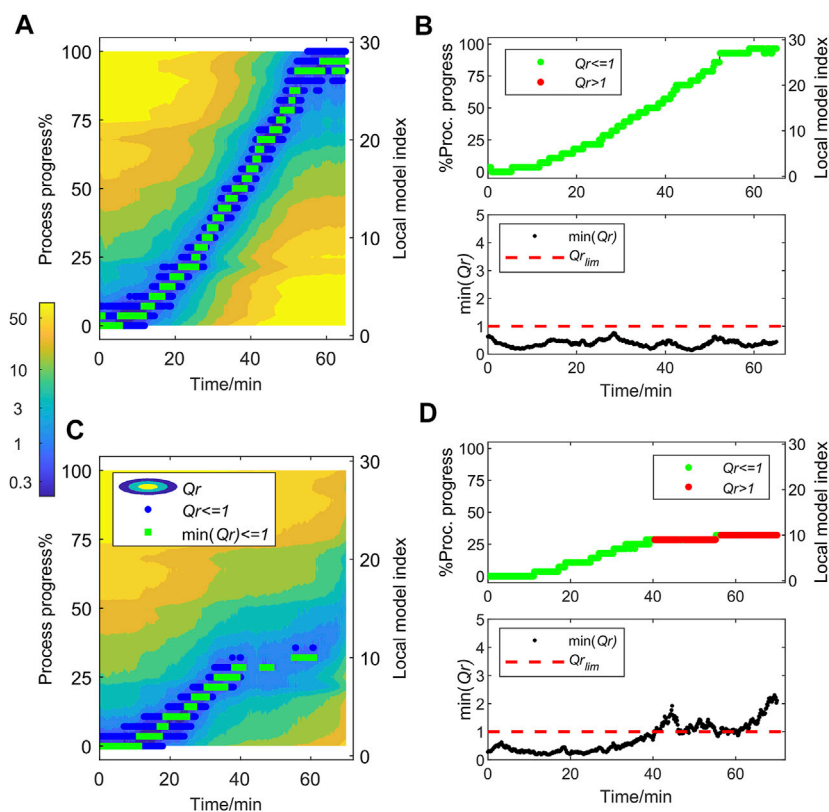 A
100
75
50
25
0
Process progress%
30
20
10
0
Local model index
0
20
40
60
Time/min
B
100
75
50
25
0
%Proc. progress
Qr<=1
Qr>1
30
20
10
0
Local model index
0
20
40
60
5
4
3
2
1
0
min(Qr)
min(Qr)
Qr_lim
0
20
40
60
Time/min
50
20
6
3
1
0.3
C
100
75
50
25
0
Process progress%
Qr
Qr<=1
min(Qr)<=1
30
20
10
0
Local model index
0
20
40
60
Time/min
D
100
75
50
25
0
%Proc. progress
Qr<=1
Qr>1
30
20
10
0
Local model index
0
20
40
60
5
4
3
2
1
0
min(Qr)
min(Qr)
Qr_lim
0
20
40
60
Time/min